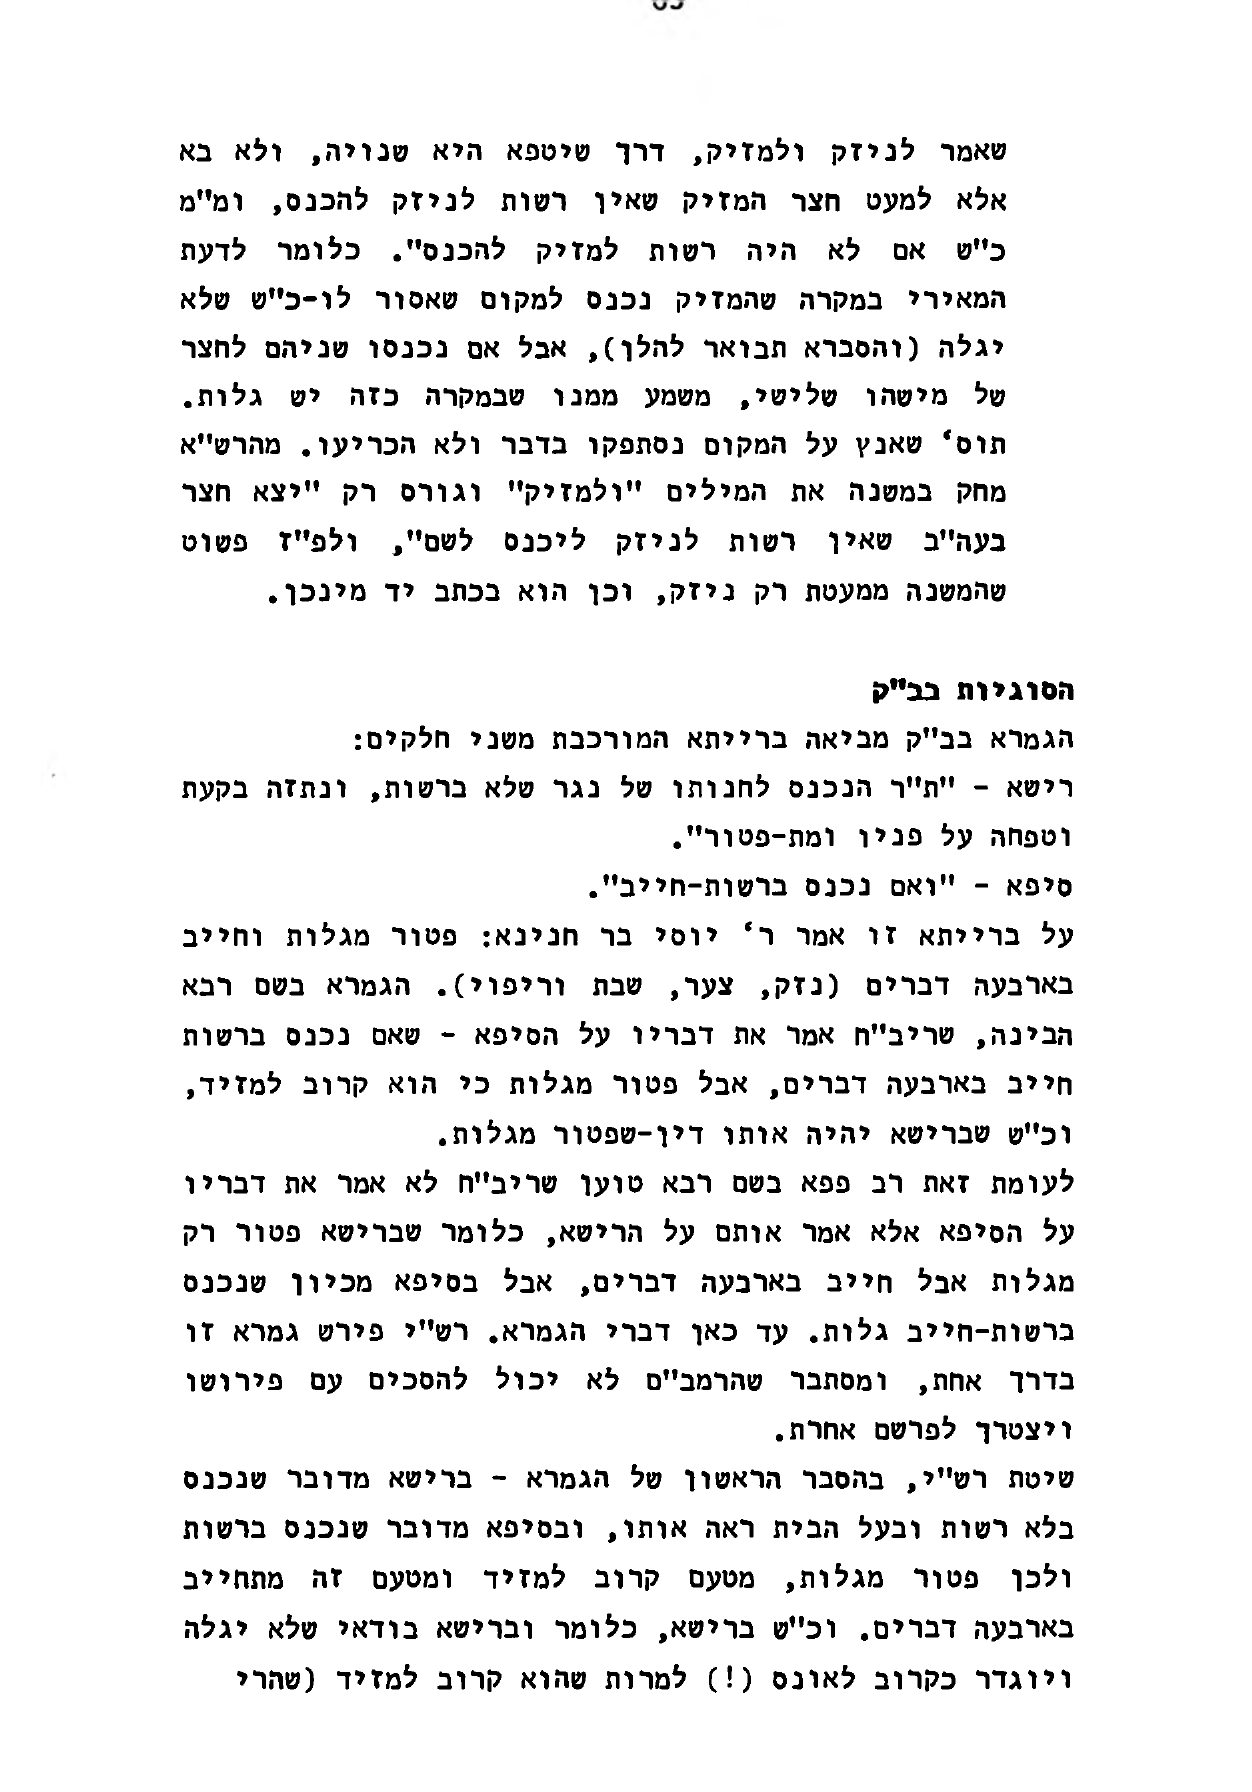 שאמר לניזק ולמזיק, דרך שיטפא היא שנויה, ולא בא
אלא למעט חצר המזיק שאין רשות לניזק להכנס, ומ"מ
כ"ש אם לא היה רשות למזיק להכנס". כלומר לדעת
המאירי במקרה שהמזיק נכנס למקום שאסור לו-כ"ש שלא
יגלה (והסברא תבואר להלן), אבל אם נכנסו שניהם לחצר
של מישהו שלישי, משמע ממנו שבמקרה כזה יש גלות.
תוס' שאנץ על המקום נסתפקו בדבר ולא הכריעו. מהרש"א
מחק במשנה את המילים "ולמזיק" וגורס רק "יצא חצר
בעה"ב שאין רשות לניזק ליכנס לשם", ולפ"ז פשוט
שהמשנה ממעטת רק ניזק, וכן הוא בכתב יד מינכן.
הסוגיות בב"ק
הגמרא בב"ק מביאה ברייתא המורכבת משני חלקים:
רישא - "ת"ר הנכנס לחנותו של נגר שלא ברשות, ונתזה בקעת
וטפחה על פניו ומת-פטור".
סיפא - "ואם נכנס ברשות-חייב".
על ברייתא זו אמר ר' יוסי בר חנינא: פטור מגלות וחייב
בארבעה דברים (נזק, צער, שבת וריפוי). הגמרא בשם רבא
הבינה, שריב"ח אמר את דבריו על הסיפא - שאם נכנס ברשות
חייב בארבעה דברים, אבל פטור מגלות כי הוא קרוב למזיד,
וכ"ש שברישא יהיה אותו דין-שפטור מגלות.
לעומת זאת רב פפא בשם רבא טוען שריב"ח לא אמר את דבריו
על הסיפא אלא אמר אותם על הרישא, כלומר שברישא פטור רק
מגלות אבל חייב בארבעה דברים, אבל בסיפא מכיון שנכנס
ברשות-חייב גלות. עד כאן דברי הגמרא. רש"י פירש גמרא זו
בדרך אחת, ומסתבר שהרמב"ם לא יכול להסכים עם פירושו
ויצטרך לפרשם אחרת.
שיטת רש"י, בהסבר הראשון של הגמרא - ברישא מדובר שנכנס
בלא רשות ובעל הבית ראה אותו, ובסיפא מדובר שנכנס ברשות
ולכן פטור מגלות, מטעם קרוב למזיד ומטעם זה מתחייב
בארבעה דברים. וכ"ש ברישא, כלומר וברישא בודאי שלא יגלה
ויוגדר כקרוב לאונס (!) למרות שהוא קרוב למזיד (שהרי